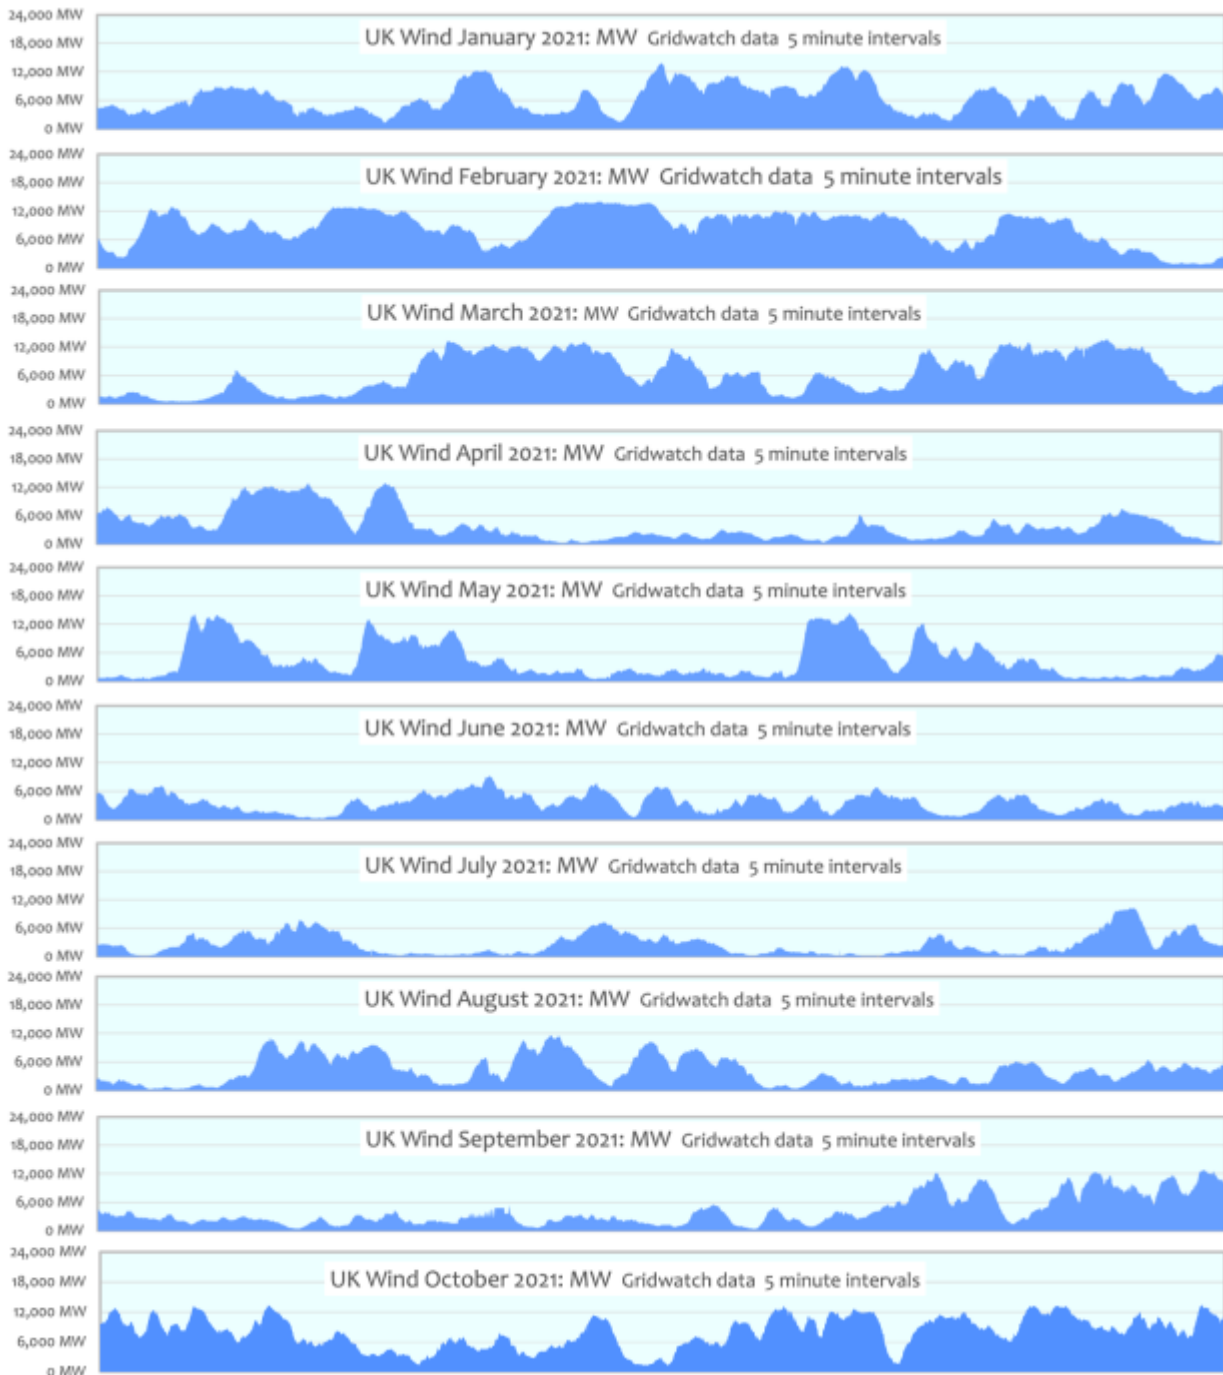 24,000 MW
UK Wind January 2021: MW Gridwatch data 5 minute intervals
18,000 MW
12,000 MW
6,000 MW
0 MW
24,000 MW
UK Wind February 2021: MW Gridwatch data 5 minute intervals
18,000 MW
12,000 MW
6,000 MW
0 MW
24,000 MW
UK Wind March 2021: MW Gridwatch data 5 minute intervals
18,000 MW
12,000 MW
6,000 MW
0 MW
24,000 MW
UK Wind April 2021: MW Gridwatch data 5 minute intervals
18,000 MW
12,000 MW
6,000 MW
0 MW
24,000 MW
UK Wind May 2021: MW Gridwatch data 5 minute intervals
18,000 MW
12,000 MW
6,000 MW
0 MW
24,000 MW
UK Wind June 2021: MW Gridwatch data 5 minute intervals
18,000 MW
12,000 MW
6,000 MW
0 MW
24,000 MW
UK Wind July 2021: MW Gridwatch data 5 minute intervals
18,000 MW
12,000 MW
6,000 MW
0 MW
24,000 MW
UK Wind August 2021: MW Gridwatch data 5 minute intervals
18,000 MW
12,000 MW
6,000 MW
0 MW
24,000 MW
UK Wind September 2021: MW Gridwatch data 5 minute intervals
18,000 MW
12,000 MW
6,000 MW
0 MW
24,000 MW
UK Wind October 2021: MW Gridwatch data 5 minute intervals
18,000 MW
12,000 MW
6,000 MW
0 MW